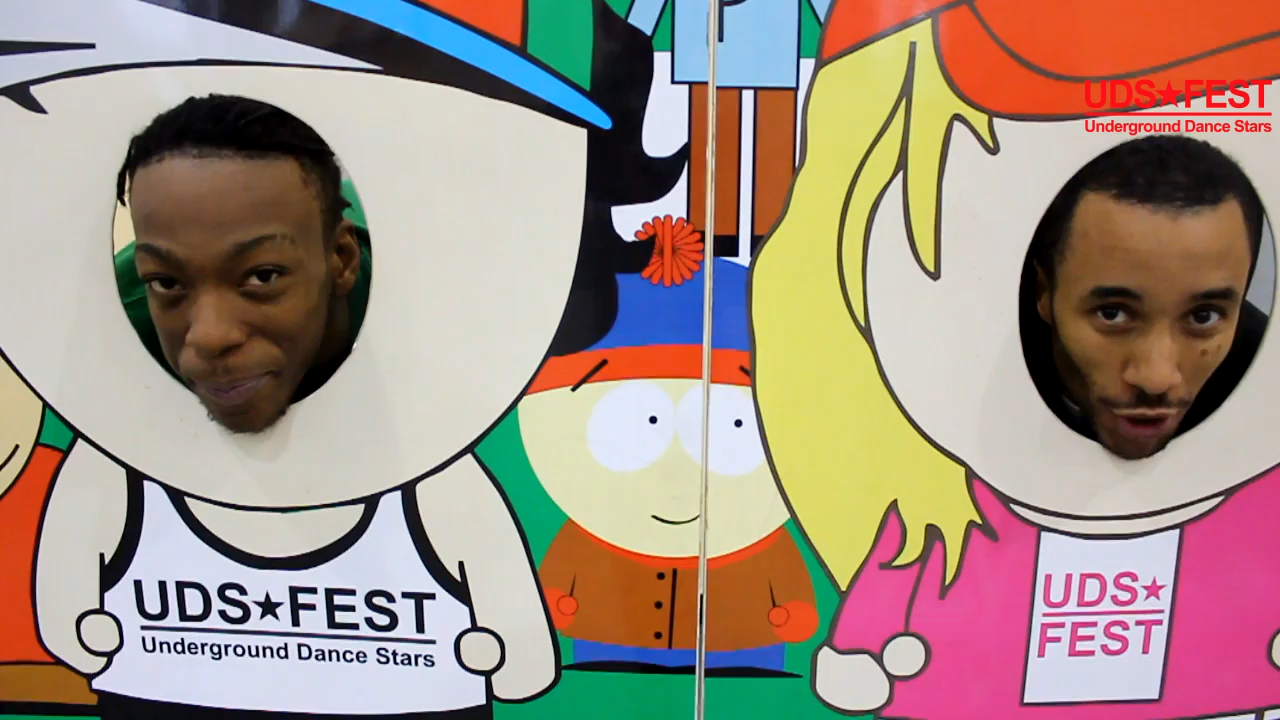 UDS★FEST
Underground Dance Stars
UDS★FEST
Underground Dance Stars
UDS★
FEST